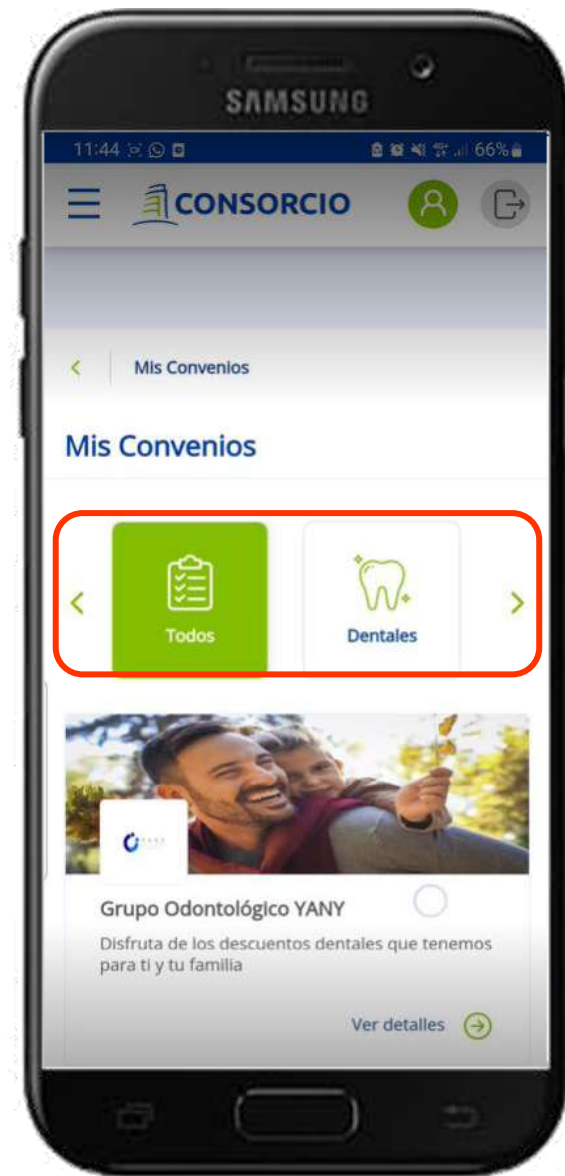 SAMSUNG
11:44 66%
CONSORCIO
Mis Convenios
Mis Convenios
Todos
Dentales
Grupo Odontológico YANY
Disfruta de los descuentos dentales que tenemos
para ti y tu familia
Ver detalles